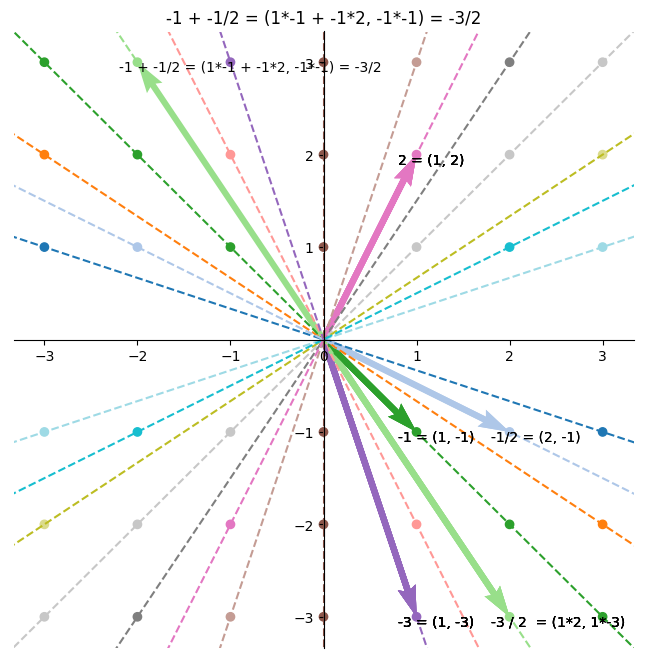 -1 + -1/2 = (1*-1 + -1*2, -1*-1) = -3/2
-1 + -1/2 = (1*-1 + -1*2, -1*-1) = -3/2
3
2
2 = (1, 2)
1
−3
−2
−1
0
1
2
3
−1
-1 = (1, -1)
-1/2 = (2, -1)
−2
−3
-3 = (1, -3)
-3 / 2 = (1*2, 1*-3)